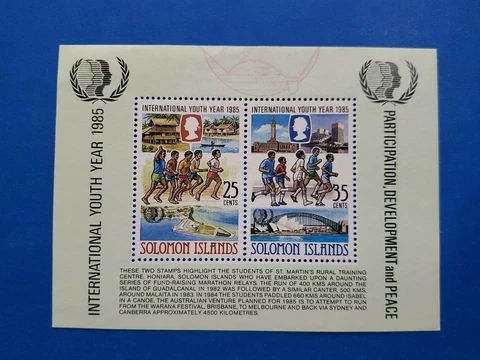 INTERNATIONAL YOUTH YEAR 1985
PARTICIPATION, DEVELOPMENT and PEACE
INTERNATIONAL YOUTH YEAR 1985
25
CENTS
SOLOMON ISLANDS
INTERNATIONAL YOUTH YEAR 1985
35
CENTS
SOLOMON ISLANDS
THESE TWO STAMPS HIGHLIGHT THE STUDENTS OF ST. MARTIN'S RURAL TRAINING
CENTRE, HONIARA, SOLOMON ISLANDS WHO HAVE EMBARKED UPON A DAUNTING
SERIES OF FUND-RAISING MARATHON RELAYS. THE RUN OF 400 KMS AROUND THE
ISLAND OF GUADALCANAL IN 1982 WAS FOLLOWED BY A SIMILAR CANTER, 500 KMS,
AROUND MALAITA IN 1983. IN 1984 THE STUDENTS PADDLED 660 KMS AROUND ISABEL
IN A CANOE. THE AUSTRALIAN VENTURE PLANNED FOR 1985 IS TO ATTEMPT TO RUN
FROM THE WARANA FESTIVAL, BRISBANE, TO MELBOURNE AND BACK VIA SYDNEY AND
CANBERRA APPROXIMATELY 4500 KILOMETRES.